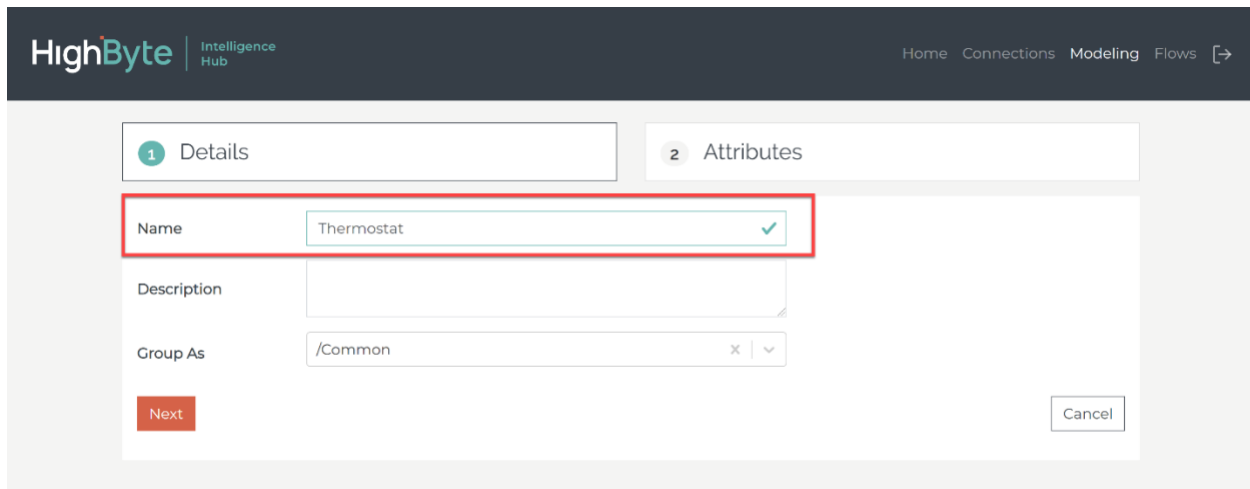 HighByte Intelligence Hub
Home Connections Modeling Flows
1 Details
2 Attributes
Name Thermostat
Description
Group As /Common
Next Cancel